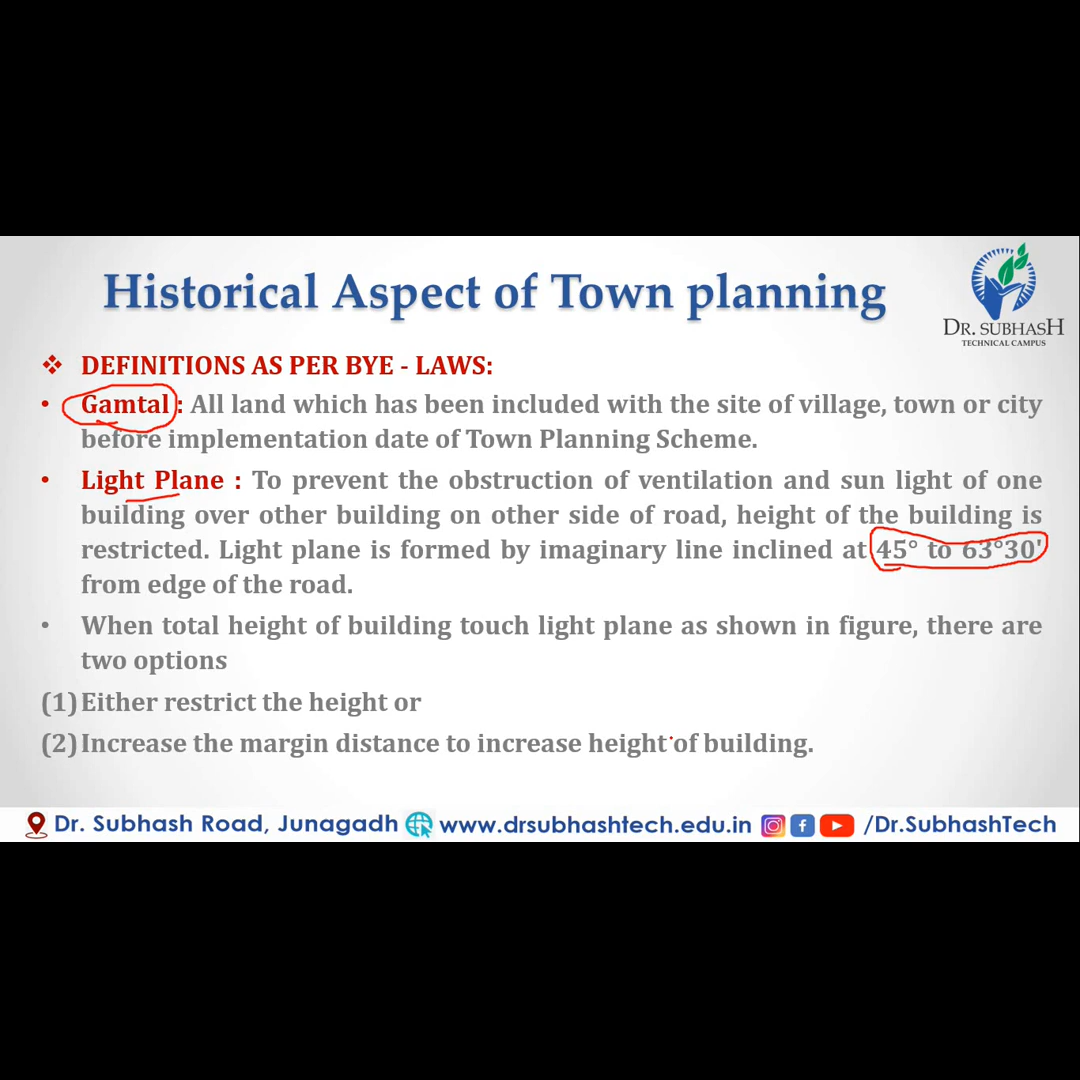 Historical Aspect of Town planning
DR. SUBHASH
TECHNICAL CAMPUS
❖ DEFINITIONS AS PER BYE - LAWS:
• Gamtal : All land which has been included with the site of village, town or city
before implementation date of Town Planning Scheme.
• Light Plane : To prevent the obstruction of ventilation and sun light of one
building over other building on other side of road, height of the building is
restricted. Light plane is formed by imaginary line inclined at 45° to 63°30'
from edge of the road.
• When total height of building touch light plane as shown in figure, there are
two options
(1) Either restrict the height or
(2) Increase the margin distance to increase height of building.
Dr. Subhash Road, Junagadh www.drsubhashtech.edu.in /Dr.SubhashTech